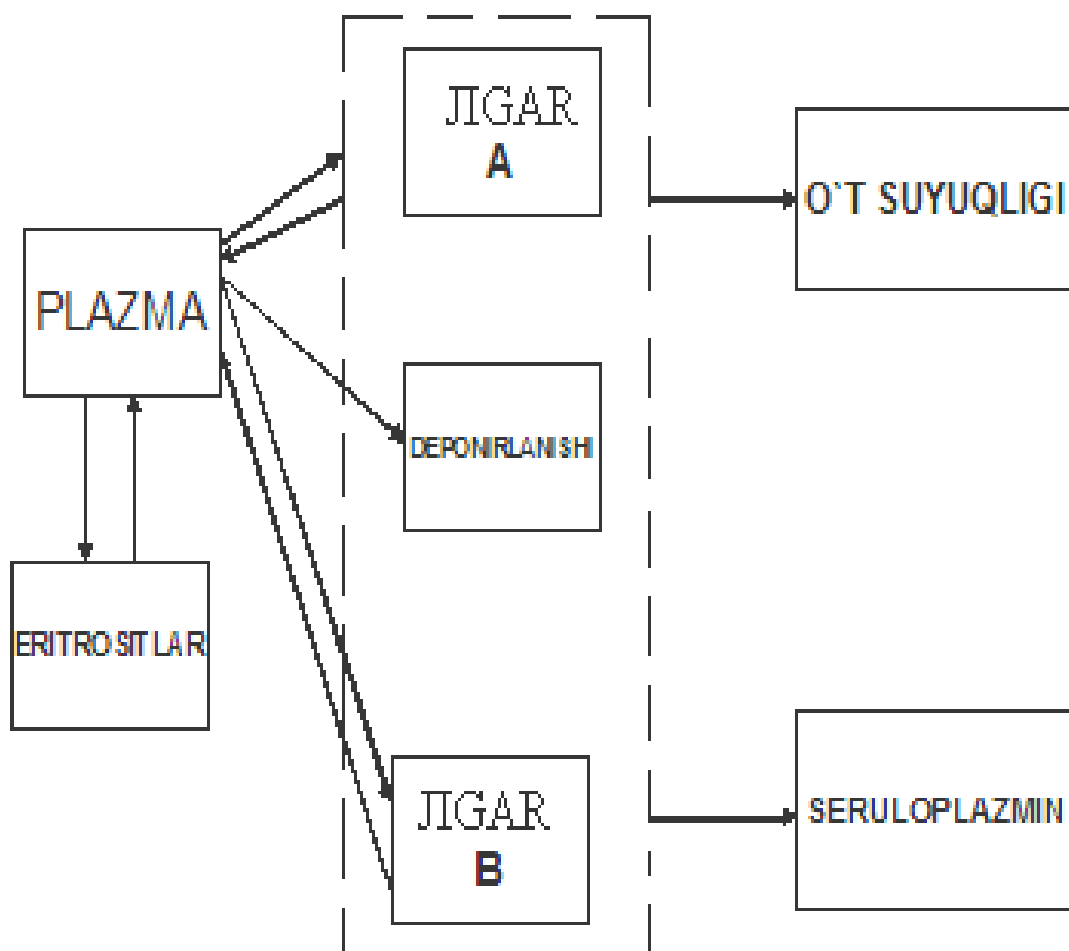 JIGAR
A
O`T SUYUQLIGI
PLAZMA
DEPONIRLANISHI
ERITROSITLAR
JIGAR
B
SERULOPLAZMIN